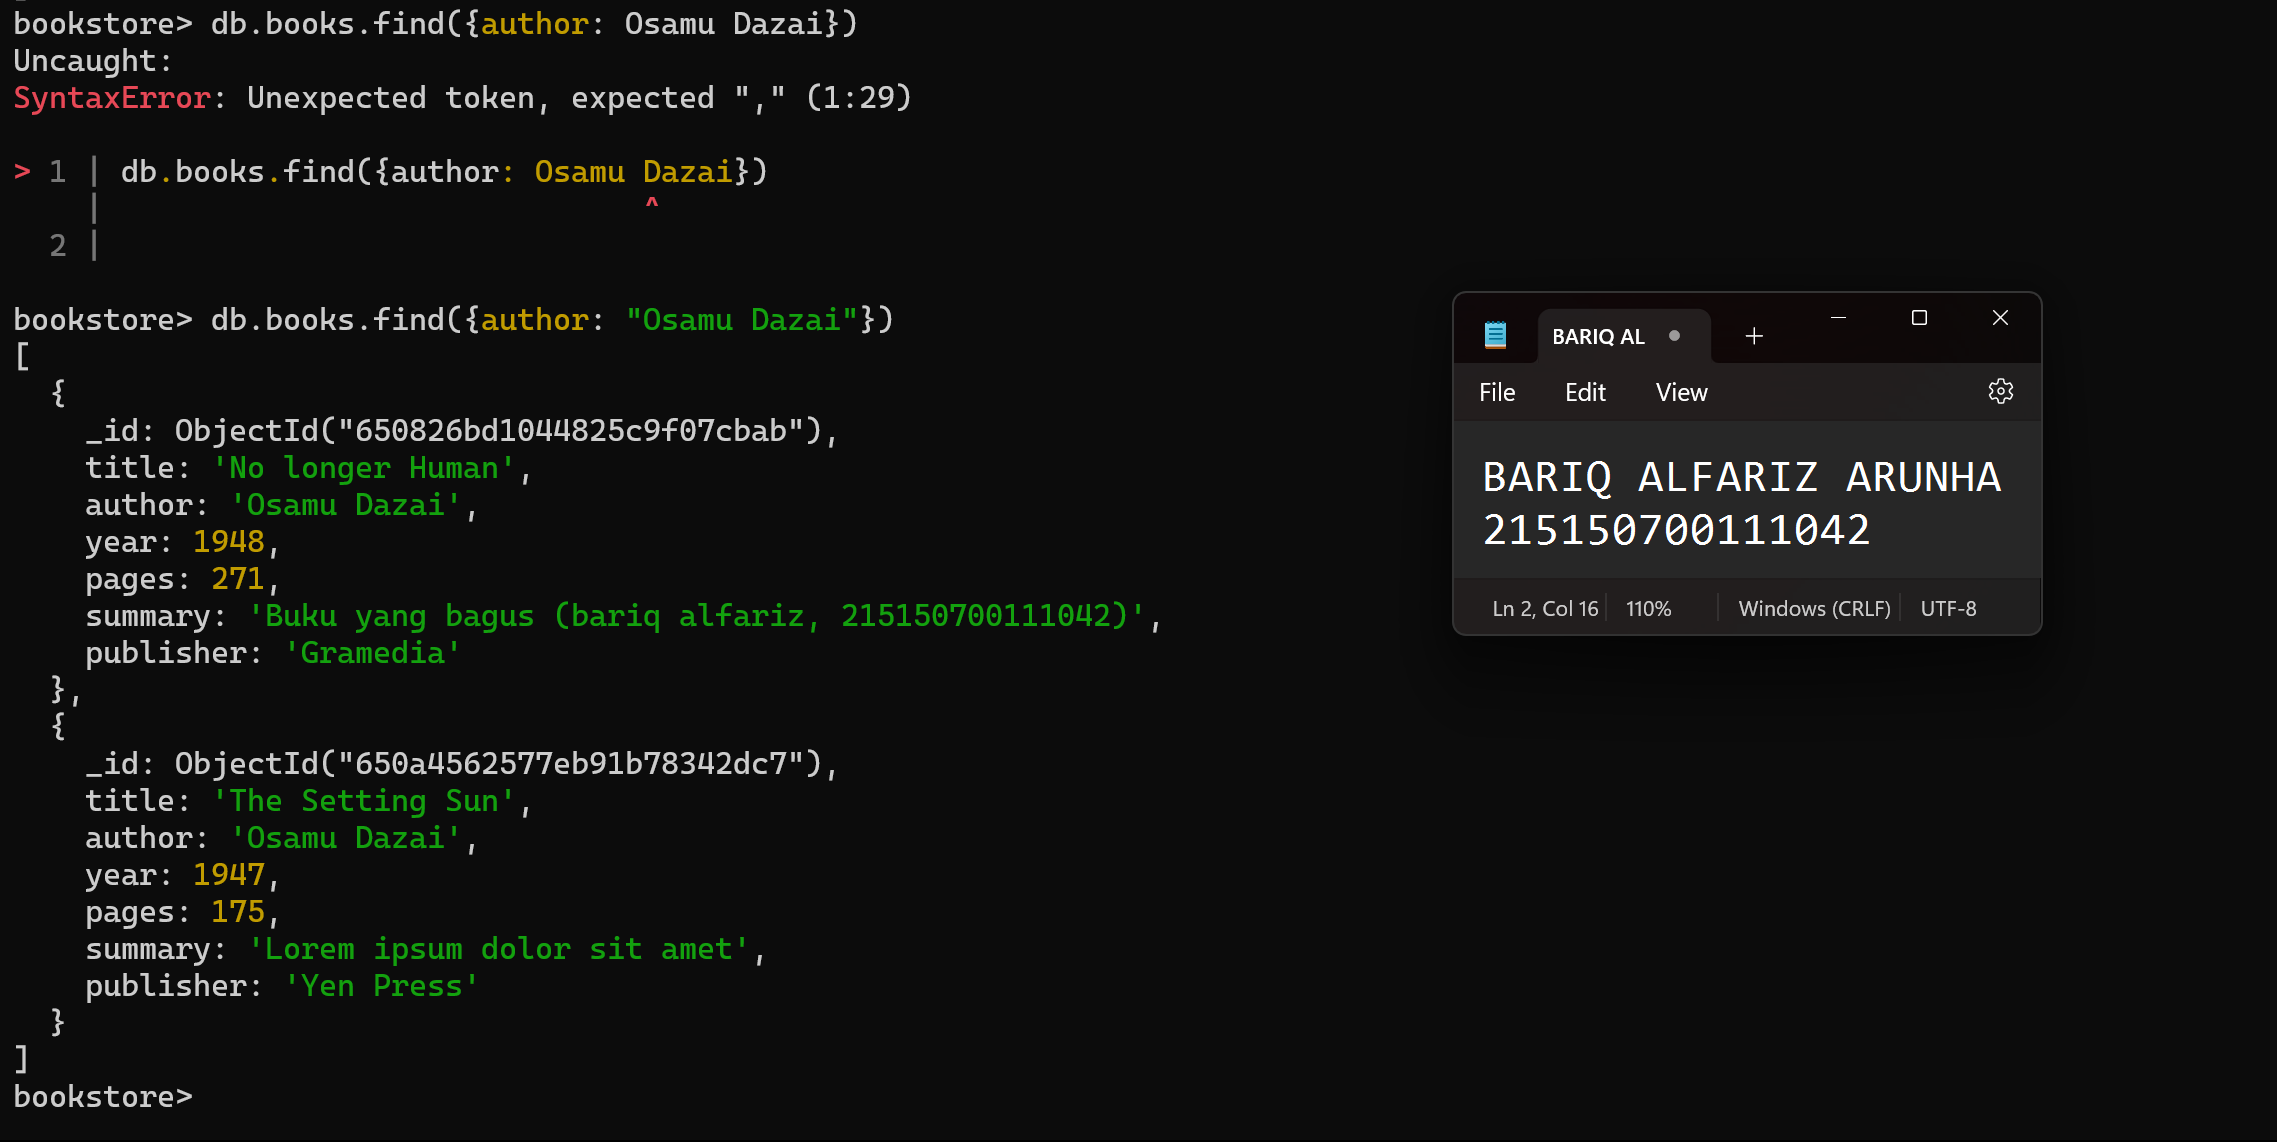 bookstore> db.books.find({author: Osamu Dazai})
Uncaught:
SyntaxError: Unexpected token, expected "," (1:29)
> 1 | db.books.find({author: Osamu Dazai})
|                              ^
2 |
bookstore> db.books.find({author: "Osamu Dazai"})
[
{
_id: ObjectId("650826bd1044825c9f07cbab"),
title: 'No longer Human',
author: 'Osamu Dazai',
year: 1948,
pages: 271,
summary: 'Buku yang bagus (bariq alfariz, 215150700111042)',
publisher: 'Gramedia'
},
{
_id: ObjectId("650a4562577eb91b78342dc7"),
title: 'The Setting Sun',
author: 'Osamu Dazai',
year: 1947,
pages: 175,
summary: 'Lorem ipsum dolor sit amet',
publisher: 'Yen Press'
}
]
bookstore>
BARIQ AL
File Edit View
BARIQ ALFARIZ ARUNHA
215150700111042
Ln 2, Col 16 110% Windows (CRLF) UTF-8